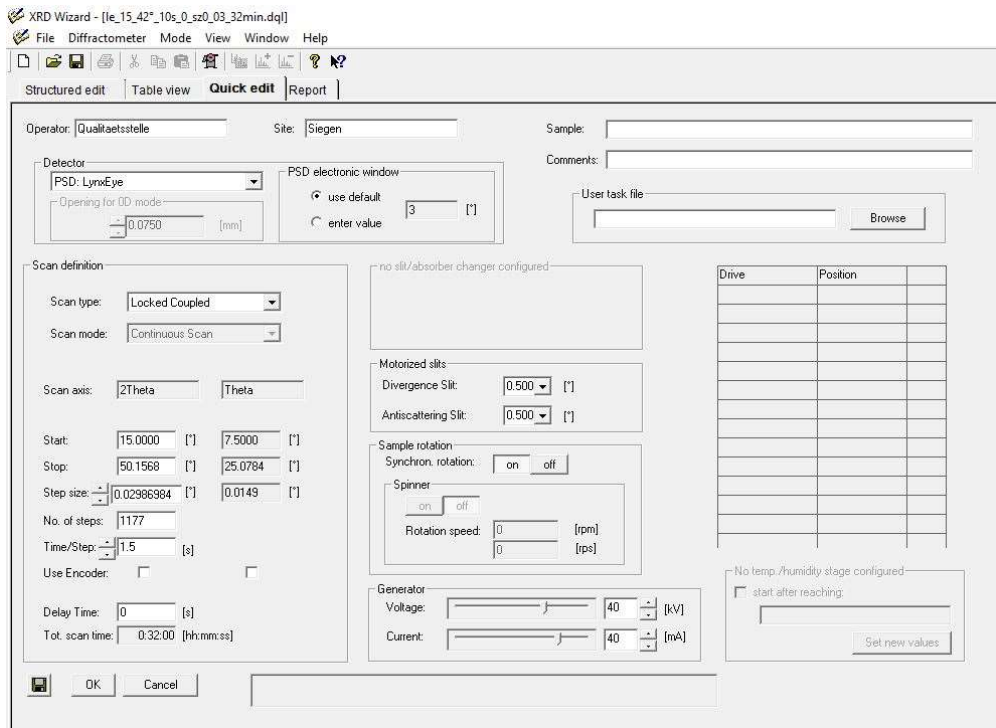 XRD Wizard - [le_15_42°_10s_0_sz0_03_32min.dql]
File Diffractometer Mode View Window Help
Structured edit Table view Quick edit Report
Operator: Qualitaetsstelle Site: Siegen Sample:
Comments:
Detector
PSD: LynxEye
Opening for 0D mode
0.0750 [mm]
PSD electronic window
use default
enter value
3 [°]
User task file
Browse
Scan definition
Scan type: Locked Coupled
Scan mode: Continuous Scan
Scan axis: 2Theta Theta
Start: 15.0000 [°] 7.5000 [°]
Stop: 50.1568 [°] 25.0784 [°]
Step size: 0.02986984 [°] 0.0149 [°]
No. of steps: 1177
Time/Step: 1.5 [s]
Use Encoder:
Delay Time: 0 [s]
Tot. scan time: 0:32:00 [hh:mm:ss]
no slit/absorber changer configured
Motorized slits
Divergence Slit: 0.500 [°]
Antiscattering Slit: 0.500 [°]
Sample rotation
Synchron. rotation: on off
Spinner
on off
Rotation speed: 0 [rpm]
0 [rps]
Generator
Voltage: 40 [kV]
Current: 40 [mA]
Drive Position
No temp./humidity stage configured
start after reaching:
Set new values
OK Cancel